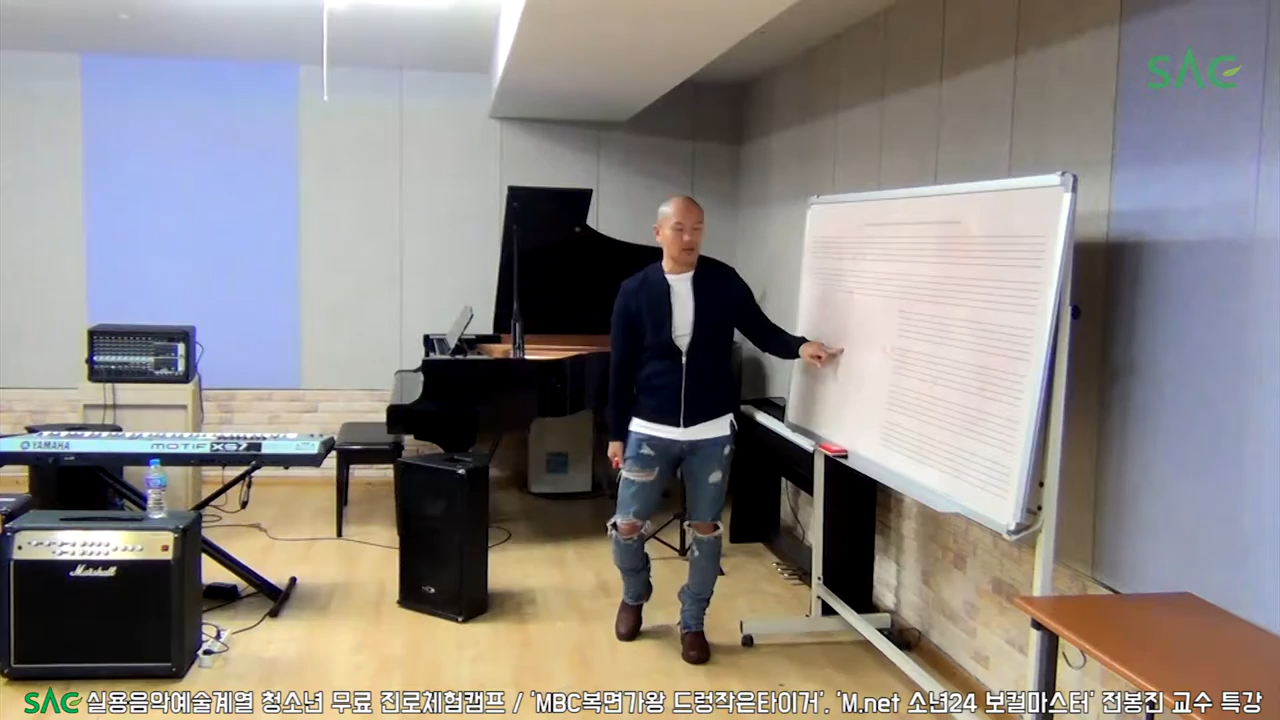 SAC
YAMAHA MOTIF XS7
Marshall
SAC 실용음악예술계열 청소년 무료 진로체험캠프 / 'MBC복면가왕 드렁작은타이거', 'M.net 소년24 보컬마스터' 전봉진 교수 특강